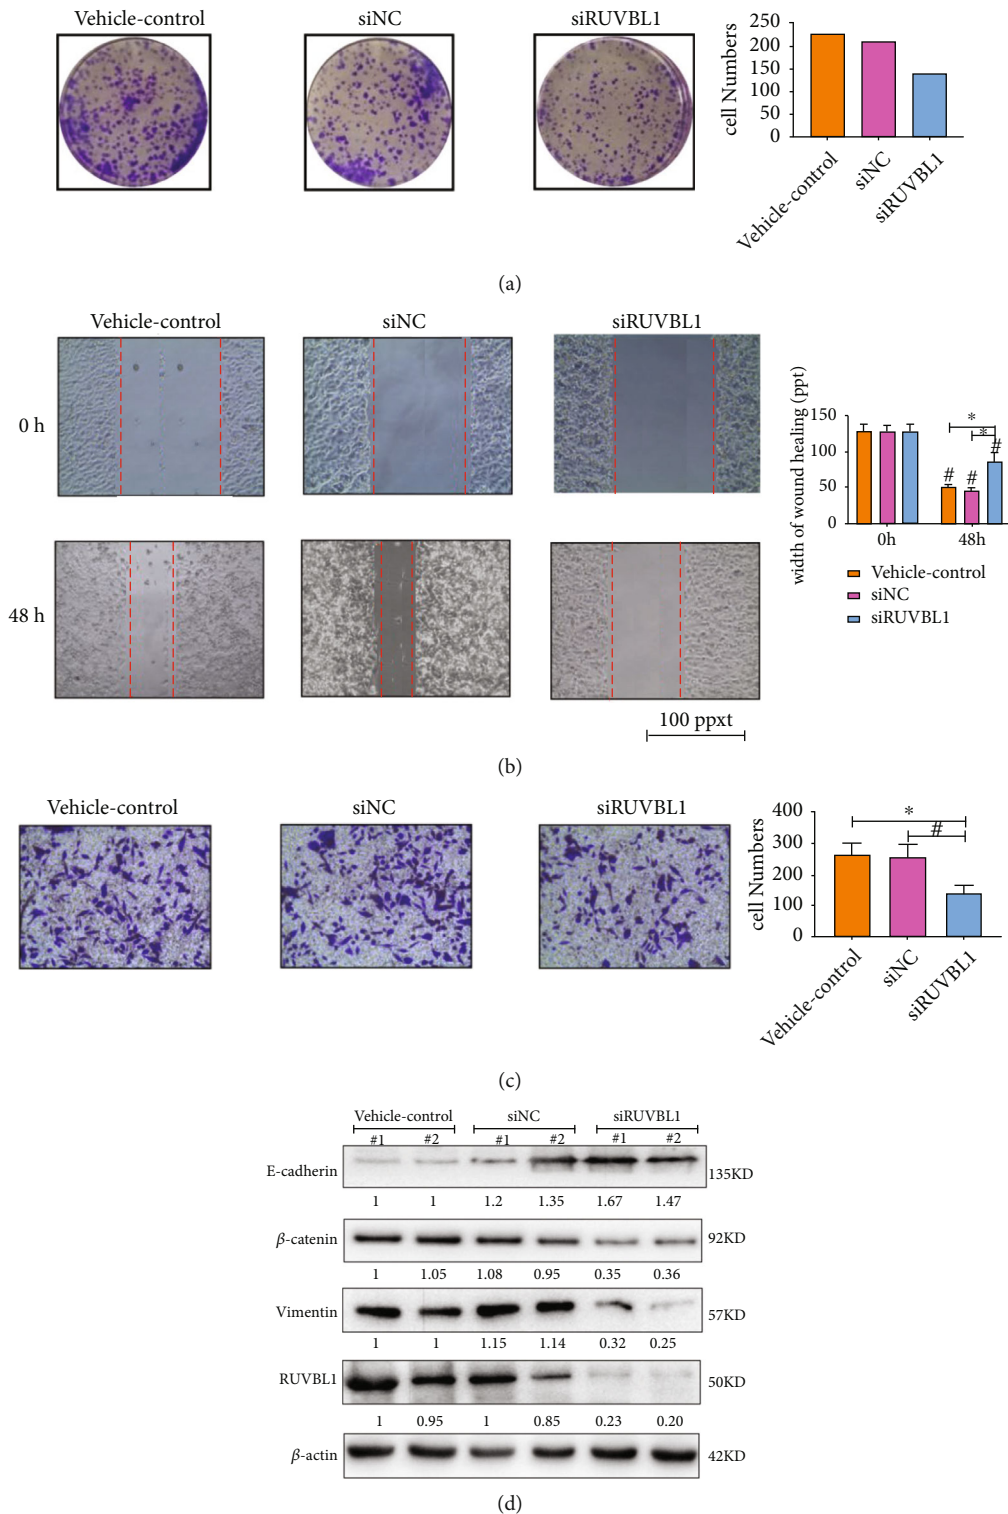 Vehicle-control siNC siRUVBL1
cell Numbers
250
200
150
100
50
0
Vehicle-control siNC siRUVBL1
(a)
Vehicle-control siNC siRUVBL1
0 h
48 h
100 ppxt
width of wound healing (ppt)
150
100
50
0
*
*
# # #
0h 48h
Vehicle-control
siNC
siRUVBL1
(b)
Vehicle-control siNC siRUVBL1
cell Numbers
400
300
200
100
0
*
#
Vehicle-control siNC siRUVBL1
(c)
Vehicle-control siNC siRUVBL1
#1 #2 #1 #2 #1 #2
E-cadherin 135KD
1 1 1.2 1.35 1.67 1.47
β-catenin 92KD
1 1.05 1.08 0.95 0.35 0.36
Vimentin 57KD
1 1 1.15 1.14 0.32 0.25
RUVBL1 50KD
1 0.95 1 0.85 0.23 0.20
β-actin 42KD
(d)